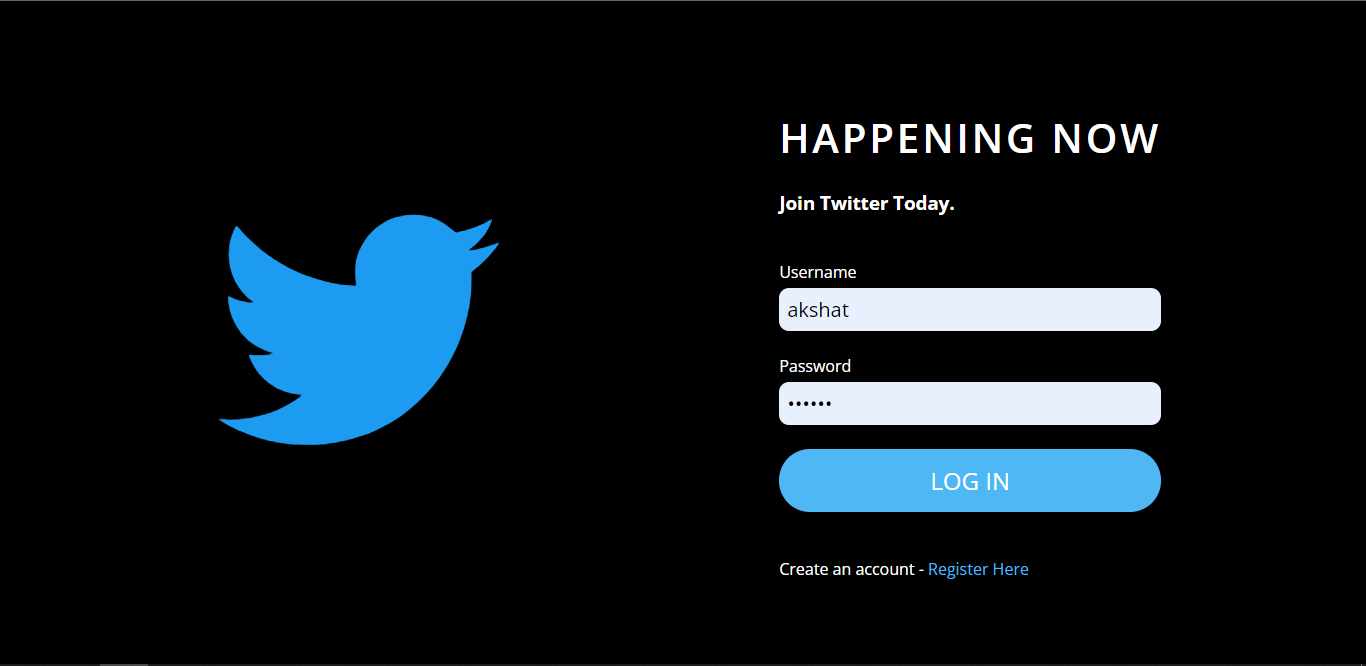 HAPPENING NOW
Join Twitter Today.
Username
akshat
Password
••••••
LOG IN
Create an account - Register Here